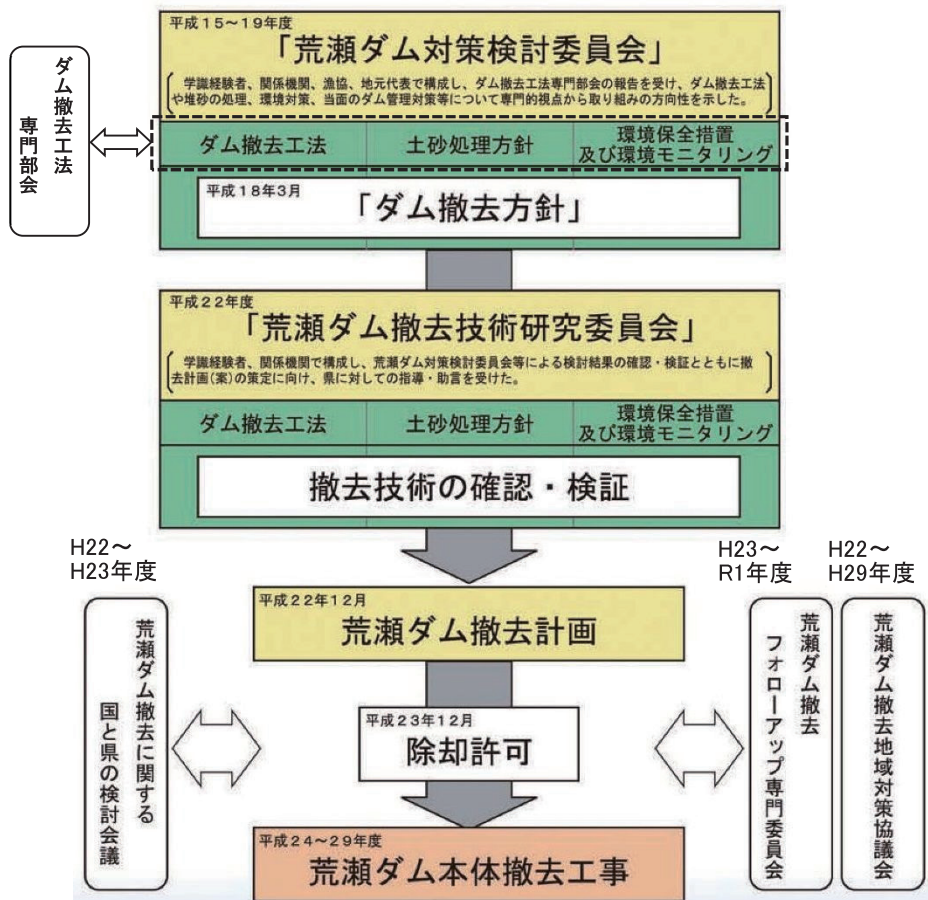 平成15～19年度
「荒瀬ダム対策検討委員会」
学識経験者、関係機関、漁協、地元代表で構成し、ダム撤去工法専門部会の報告を受け、ダム撤去工法
や堆砂の処理、環境対策、当面のダム管理対策等について専門的視点から取り組みの方向性を示した。
ダム撤去工法
専門部会
ダム撤去工法
土砂処理方針
環境保全措置
及び環境モニタリング
平成18年3月
「ダム撤去方針」
平成22年度
「荒瀬ダム撤去技術研究委員会」
学識経験者、関係機関で構成し、荒瀬ダム対策検討委員会等による検討結果の確認・検証とともに撤
去計画(案)の策定に向け、県に対しての指導・助言を受けた。
ダム撤去工法
土砂処理方針
環境保全措置
及び環境モニタリング
撤去技術の確認・検証
H22～
H23年度
H23～
R1年度
H22～
H29年度
平成22年12月
荒瀬ダム撤去計画
荒瀬ダム撤去に関する
国と県の検討会議
平成23年12月
除却許可
荒瀬ダム撤去
フォローアップ専門委員会
荒瀬ダム撤去地域対策協議会
平成24～29年度
荒瀬ダム本体撤去工事